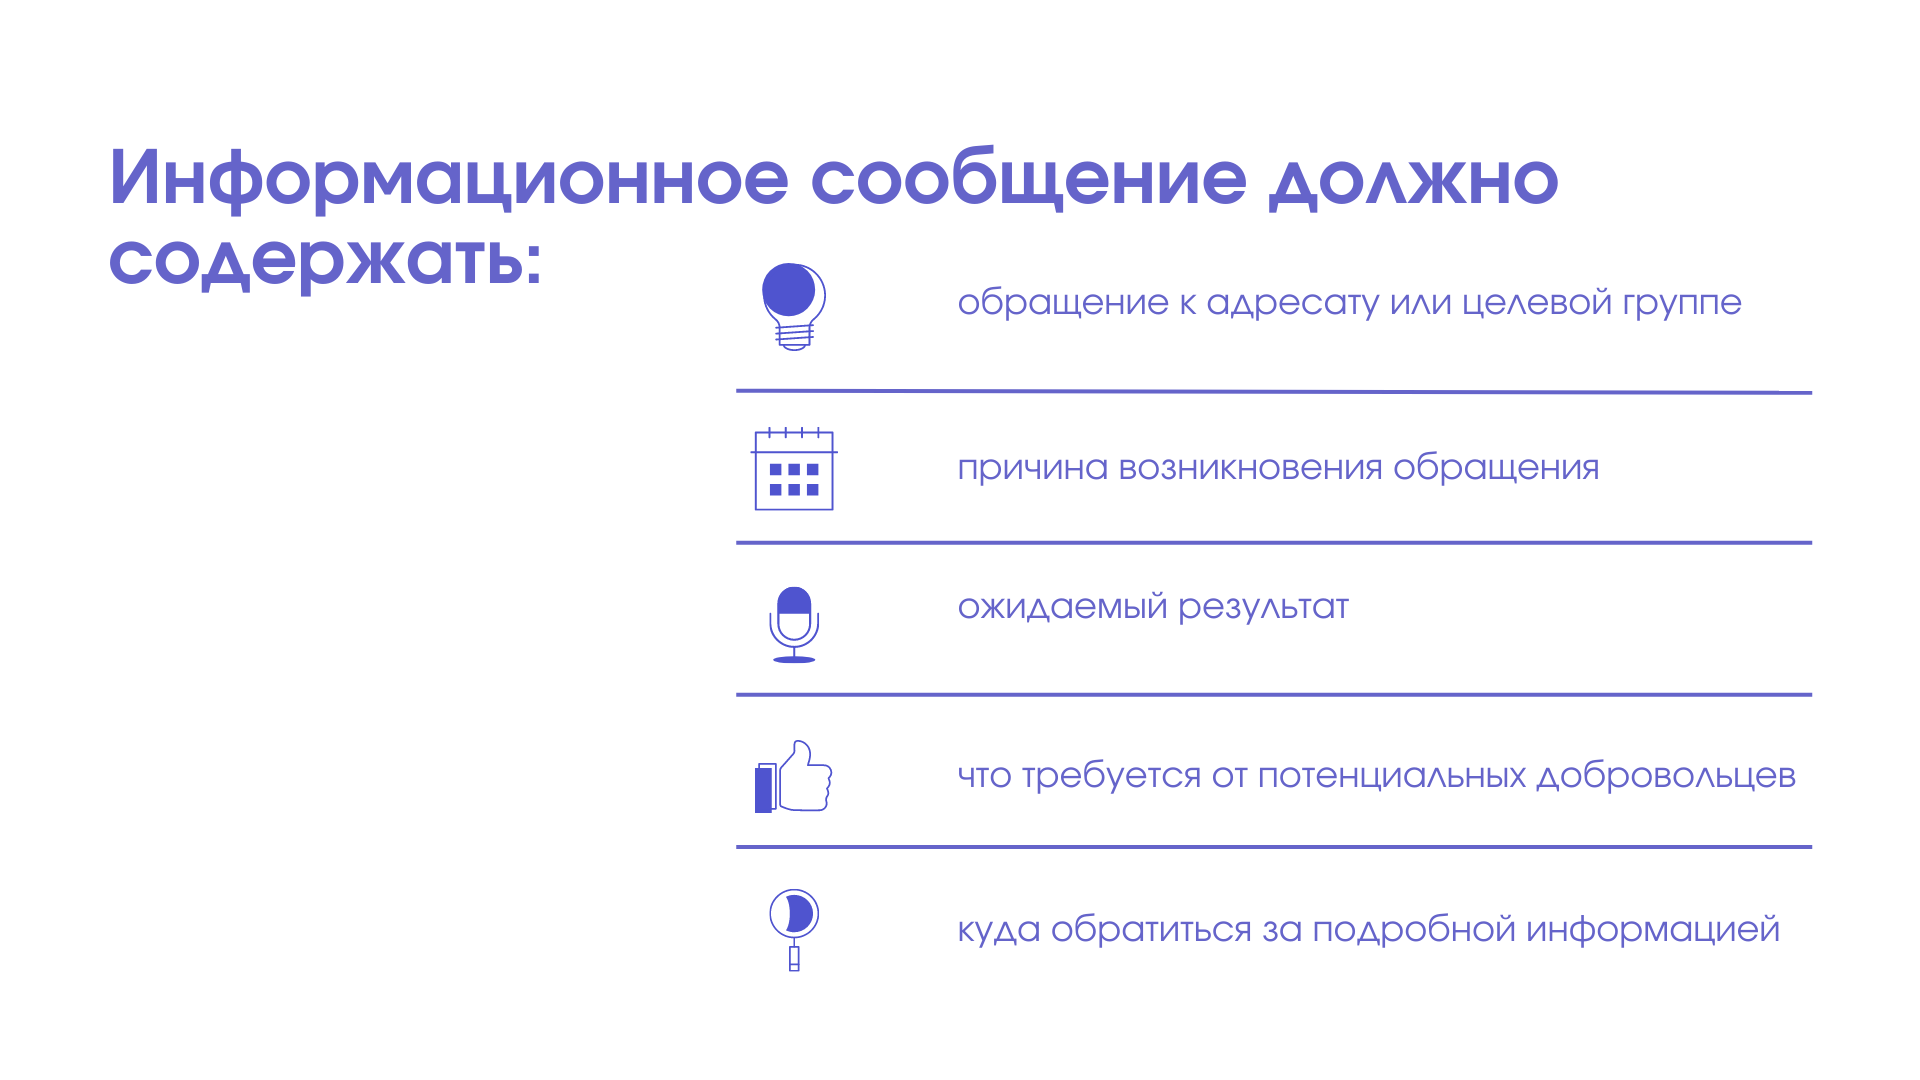 Информационное сообщение должно
содержать:
обращение к адресату или целевой группе
причина возникновения обращения
ожидаемый результат
что требуется от потенциальных добровольцев
куда обратиться за подробной информацией